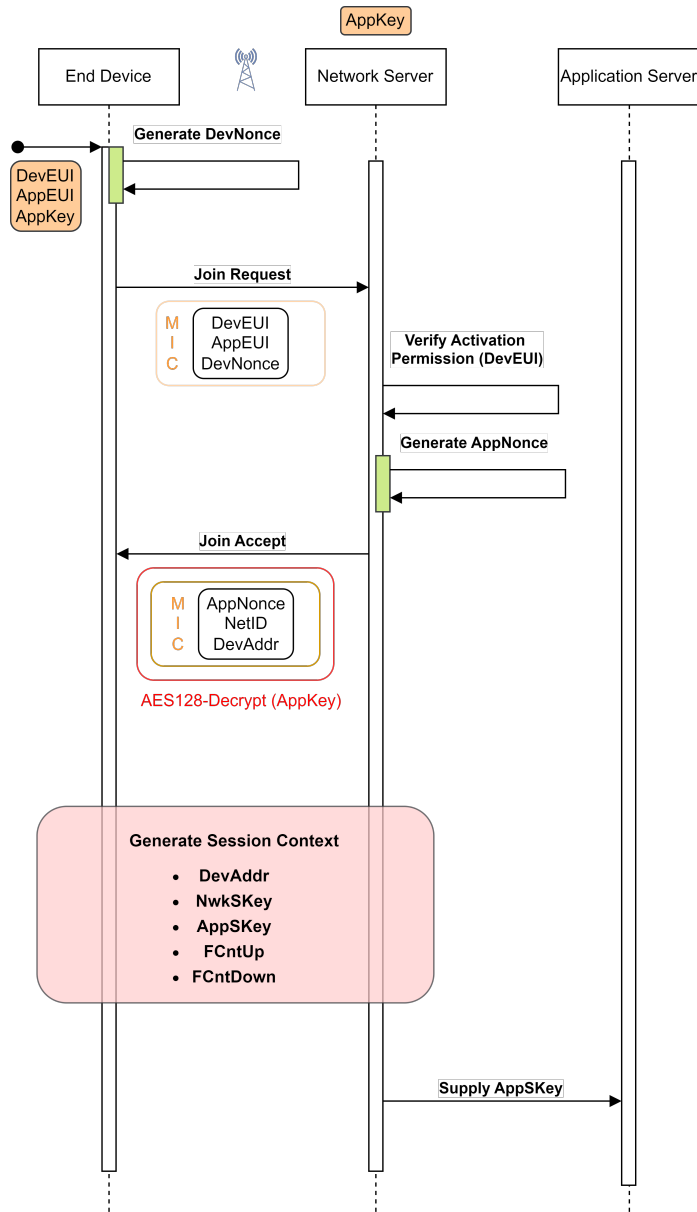 AppKey
End Device
Network Server
Application Server
Generate DevNonce
DevEUI
AppEUI
AppKey
Join Request
M
I
C
DevEUI
AppEUI
DevNonce
Verify Activation
Permission (DevEUI)
Generate AppNonce
Join Accept
M
I
C
AppNonce
NetID
DevAddr
AES128-Decrypt (AppKey)
Generate Session Context
• DevAddr
• NwkSKey
• AppSKey
• FCntUp
• FCntDown
Supply AppSKey